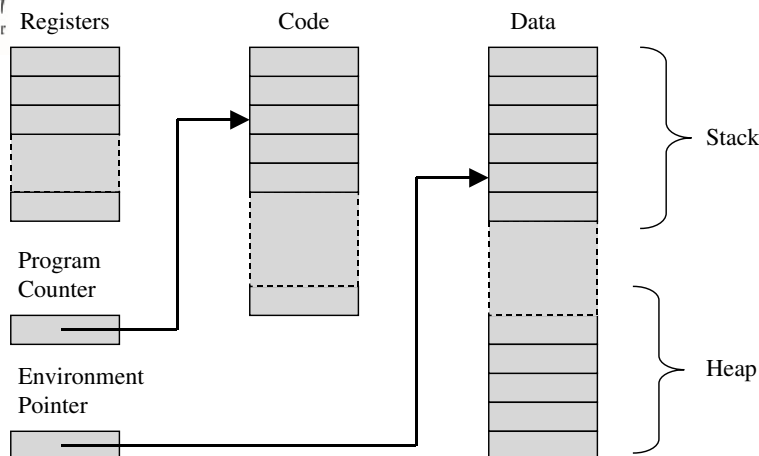 Registers
Code
Data
Stack
Program
Counter
Environment
Pointer
Heap